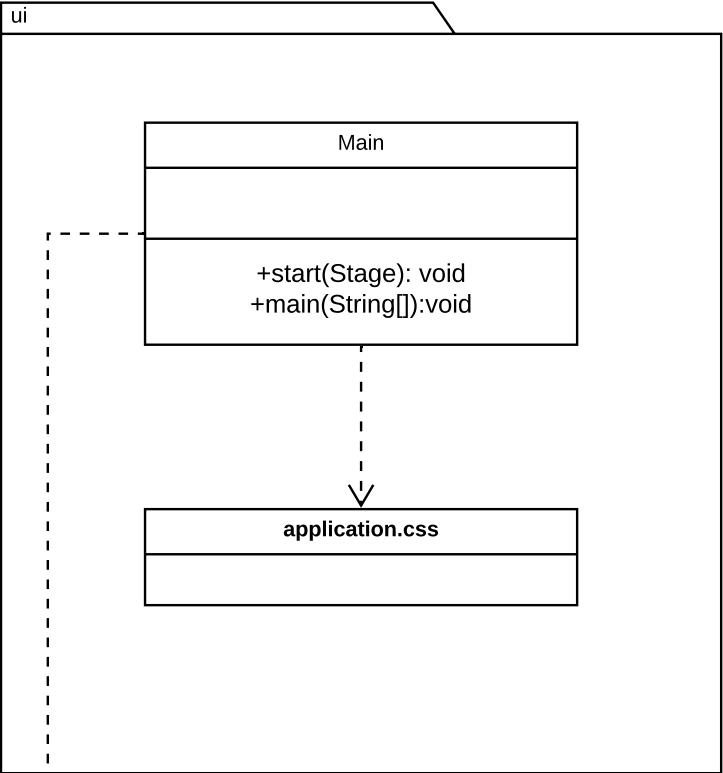 ui
Main
+start(Stage): void
+main(String[]):void
application.css